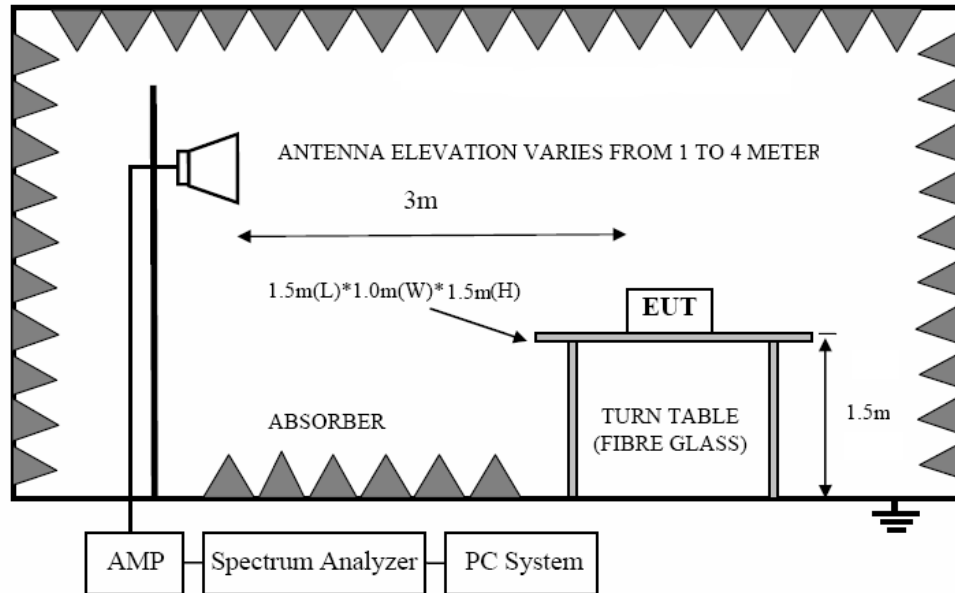 ANTENNA ELEVATION VARIES FROM 1 TO 4 METER
3m
1.5m(L)*1.0m(W)*1.5m(H)
EUT
1.5m
ABSORBER
TURN TABLE
(FIBRE GLASS)
AMP
Spectrum Analyzer
PC System